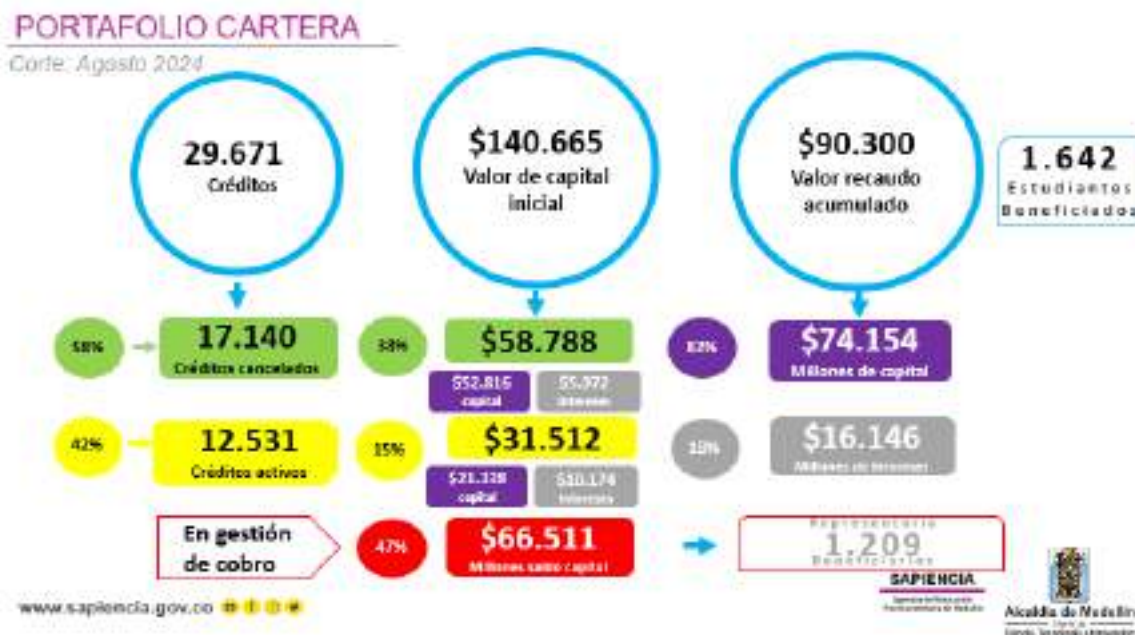 PORTAFOLIO CARTERA
Corte: Agosto 2024
29.671
Créditos
$140.665
Valor de capital
inicial
$90.300
Valor recaudo
acumulado
1.642
Estudiantes
Beneficiados
58%
17.140
Créditos cancelados
38%
$58.788
$52.816
capital
$5.972
intereses
82%
$74.154
Millones de capital
42%
12.531
Créditos activos
15%
$31.512
capital
$10.174
intereses
18%
$16.146
Millones de intereses
En gestión
de cobro
47%
$66.511
Millones saldo capital
Representaría
1.209
Beneficiarios
www.sapiencia.gov.co
SAPIENCIA
Alcaldía de Medellín